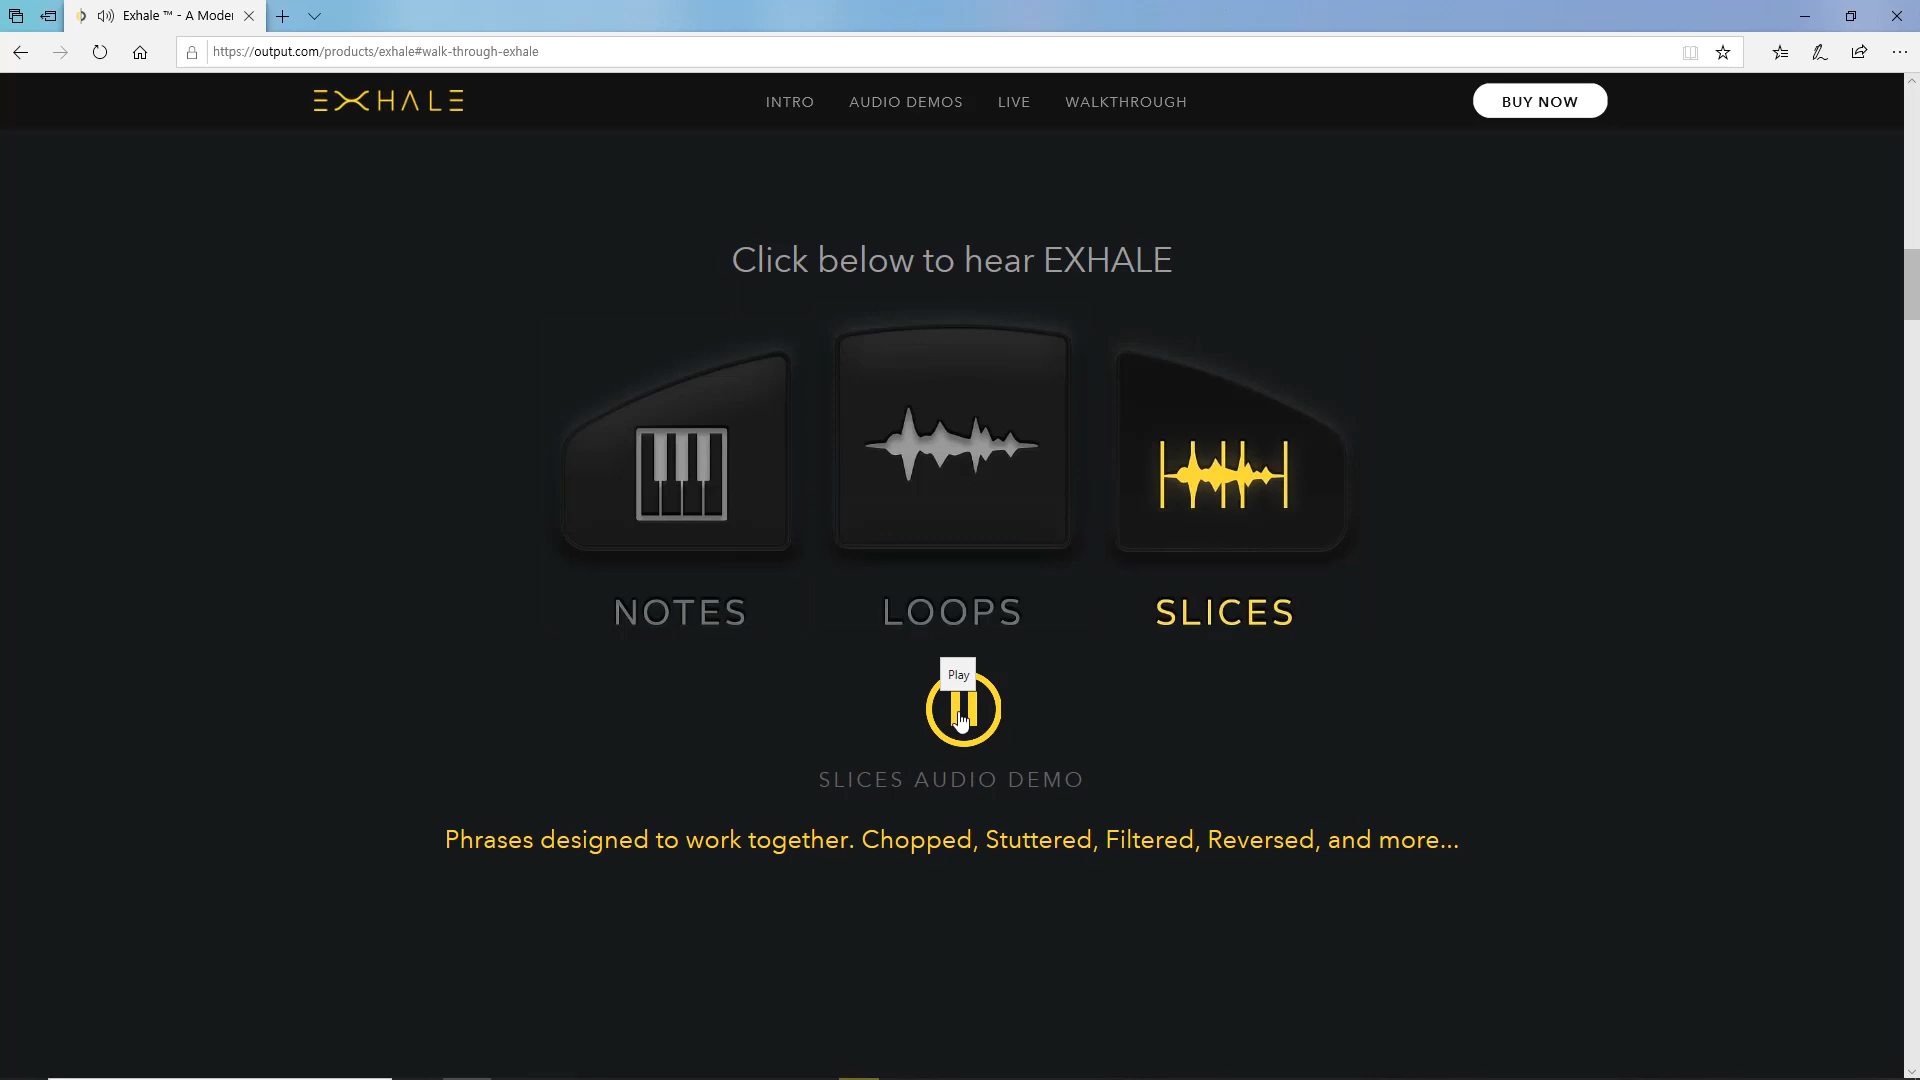 Exhale ™ - A Moder
https://output.com/products/exhale#walk-through-exhale
EXHALE INTRO AUDIO DEMOS LIVE WALKTHROUGH BUY NOW
Click below to hear EXHALE
NOTES LOOPS SLICES
Play
SLICES AUDIO DEMO
Phrases designed to work together. Chopped, Stuttered, Filtered, Reversed, and more...